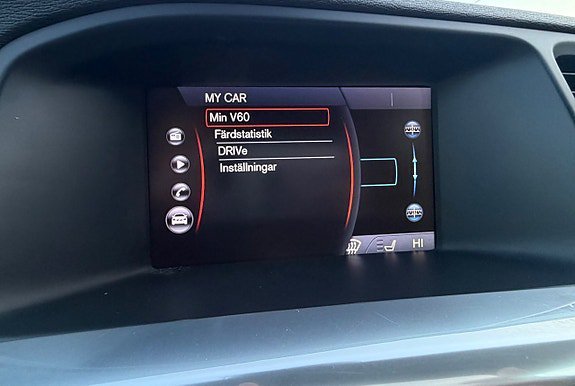 MY CAR
Min V60
Färdstatistik
DRIVe
Inställningar
HI